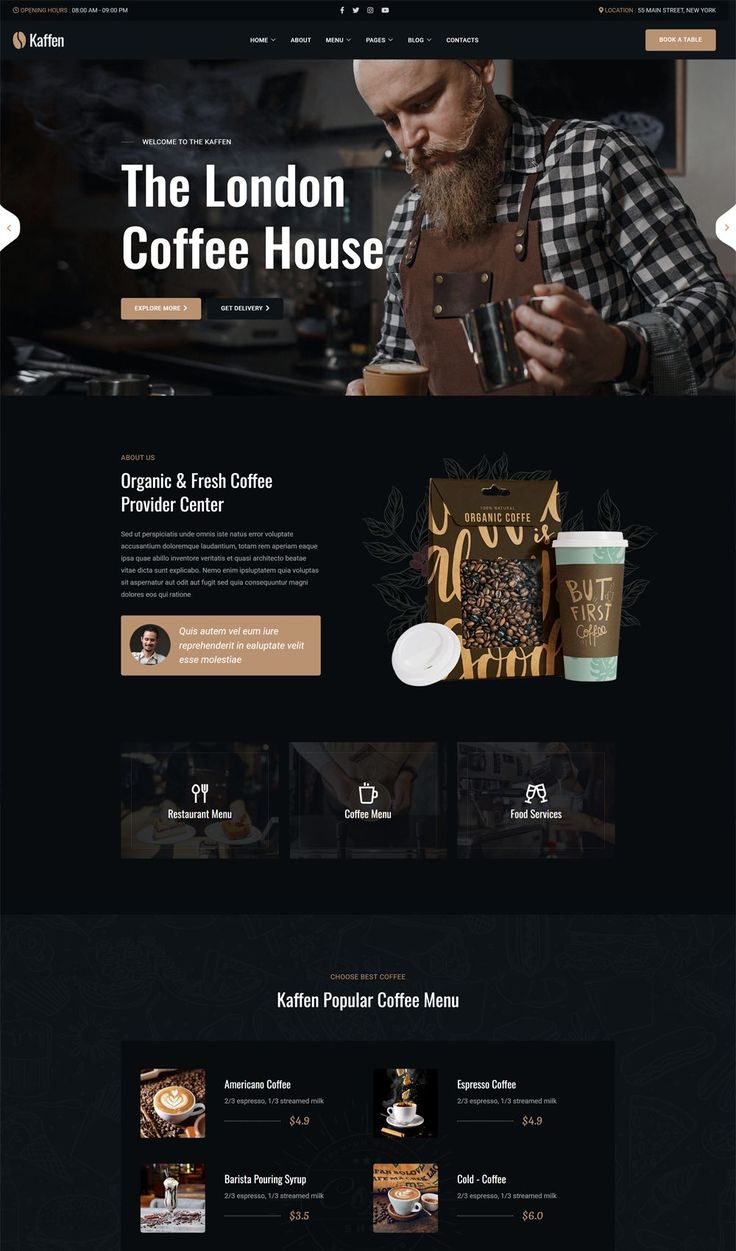 OPENING HOURS : 08:00 AM - 09:00 PM
LOCATION : 55 MAIN STREET, NEW YORK
Kaffen
HOME ABOUT MENU PAGES BLOG CONTACTS
BOOK A TABLE
WELCOME TO THE KAFFEN
The London
Coffee House
EXPLORE MORE
GET DELIVERY
ABOUT US
Organic & Fresh Coffee
Provider Center
Sed ut perspiciatis unde omnis iste natus error voluptate
accusantium doloremque laudantium, totam rem aperiam eaque
ipsa quae abillo inventore veritatis et quasi architecto beatae
vitae dicta sunt explicabo. Nemo enim ipsluptatem quia voluptas
sit aspernatur aut odit aut fugit sed quia consequuntur magni
dolores eos qui ratione
Quis autem vel eum iure
reprehenderit in ealuptate velit
esse molestiae
100% NATURAL
ORGANIC COFFE
BUT
FIRST
Coffee
Restaurant Menu
Coffee Menu
Food Services
CHOOSE BEST COFFEE
Kaffen Popular Coffee Menu
Americano Coffee
2/3 espresso, 1/3 streamed milk
$4.9
Espresso Coffee
2/3 espresso, 1/3 streamed milk
$4.9
Barista Pouring Syrup
2/3 espresso, 1/3 streamed milk
$3.5
Cold - Coffee
2/3 espresso, 1/3 streamed milk
$6.0